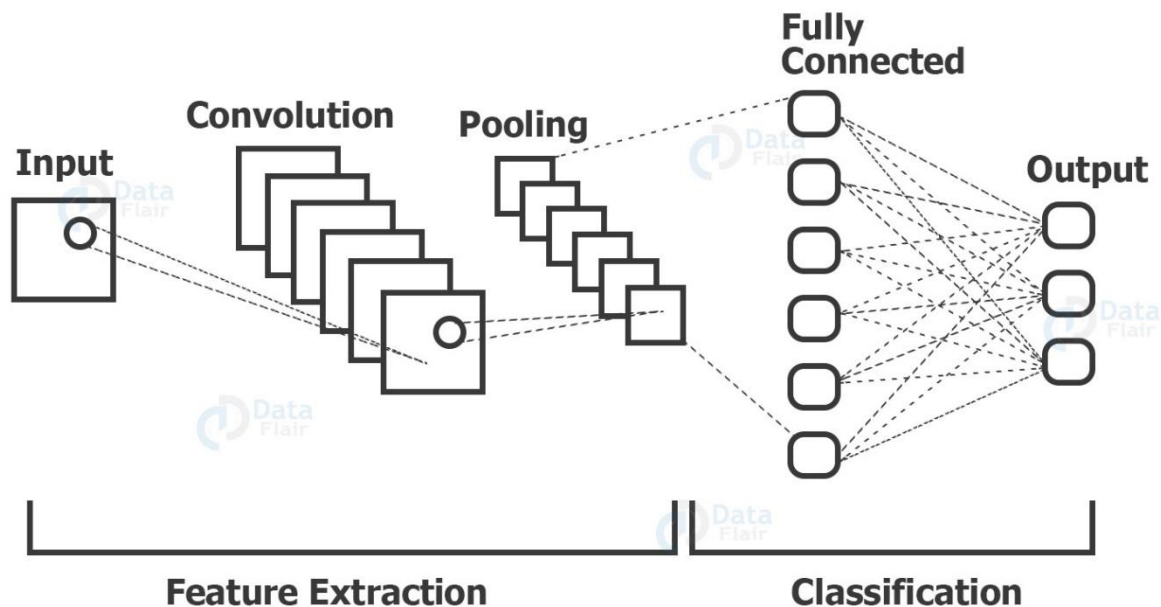 Fully
Connected
Convolution
Pooling
Input
Output
Data
Flair
Data
Flair
Data
Flair
Data
Flair
Data
Flair
Feature Extraction
Classification